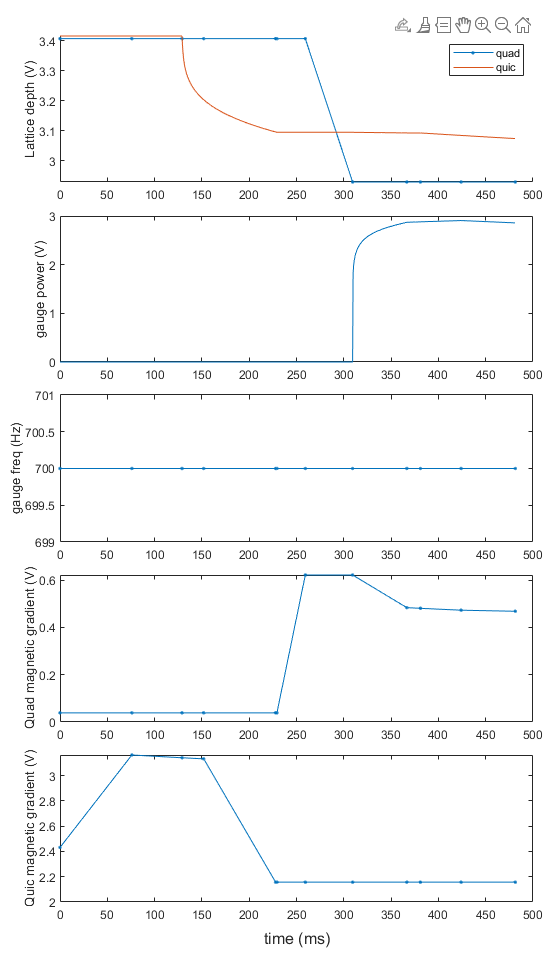 quad
quic
Lattice depth (V)
3.4
3.3
3.2
3.1
3
0 50 100 150 200 250 300 350 400 450 500
gauge power (V)
3
2
1
0
0 50 100 150 200 250 300 350 400 450 500
gauge freq (Hz)
701
700.5
700
699.5
699
0 50 100 150 200 250 300 350 400 450 500
Quad magnetic gradient (V)
0.6
0.4
0.2
0
0 50 100 150 200 250 300 350 400 450 500
Quic magnetic gradient (V)
3
2.8
2.6
2.4
2.2
2
0 50 100 150 200 250 300 350 400 450 500
time (ms)